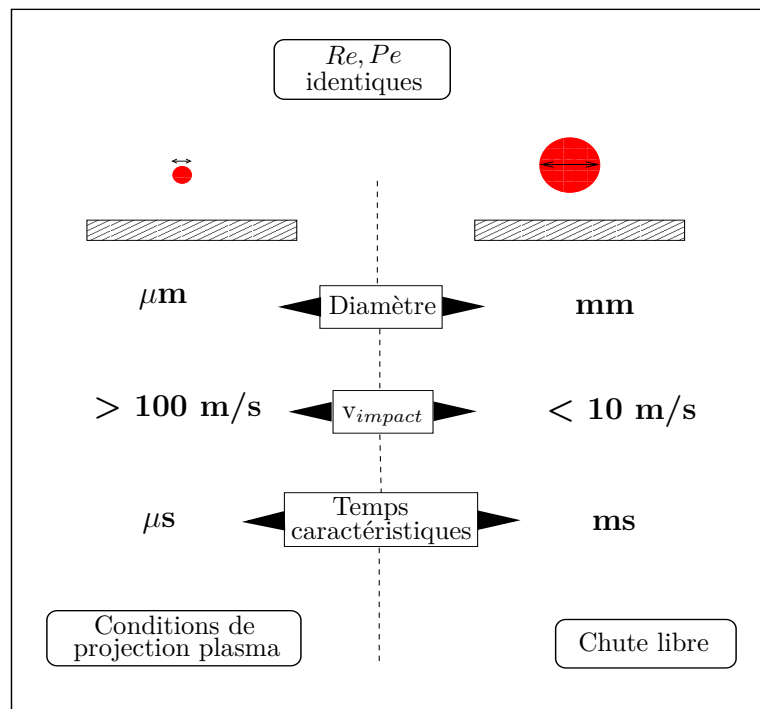 Re, Pe
identiques
μm
Diamètre
mm
> 100 m/s
v_impact
< 10 m/s
μs
Temps
caractéristiques
ms
Conditions de
projection plasma
Chute libre